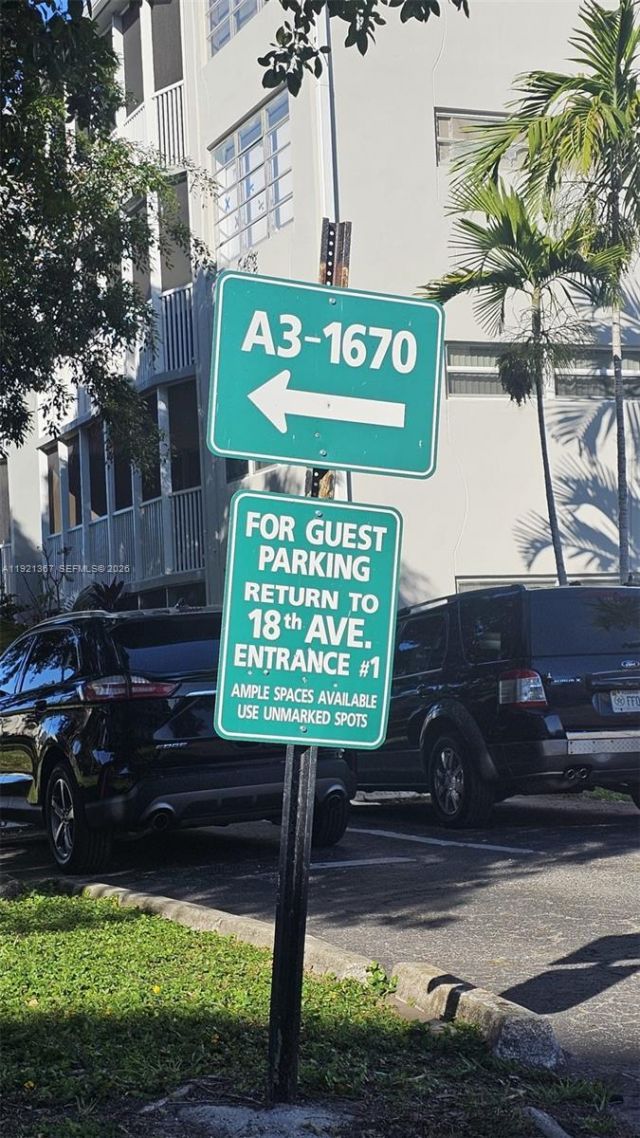 A3-1670
FOR GUEST
PARKING
RETURN TO
18th AVE.
ENTRANCE #1
AMPLE SPACES AVAILABLE
USE UNMARKED SPOTS
A11921367 SEFMLS © 2026
EDGE